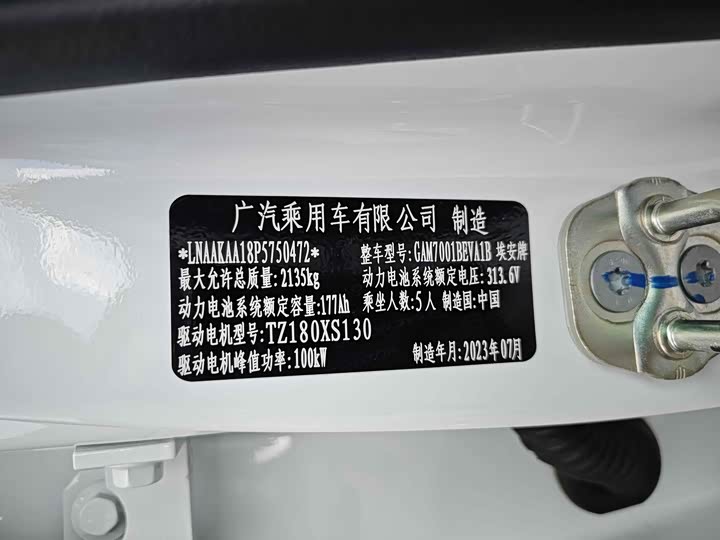 广汽乘用车有限公司 制造
*LNAAKAA18P5750472* 整车型号:GAM7001BEVA1B 埃安牌
最大允许总质量:2135kg 动力电池系统额定电压:313.6V
动力电池系统额定容量:177Ah 乘坐人数:5人 制造国:中国
驱动电机型号:TZ180XS130
驱动电机峰值功率:100kW 制造年月:2023年07月